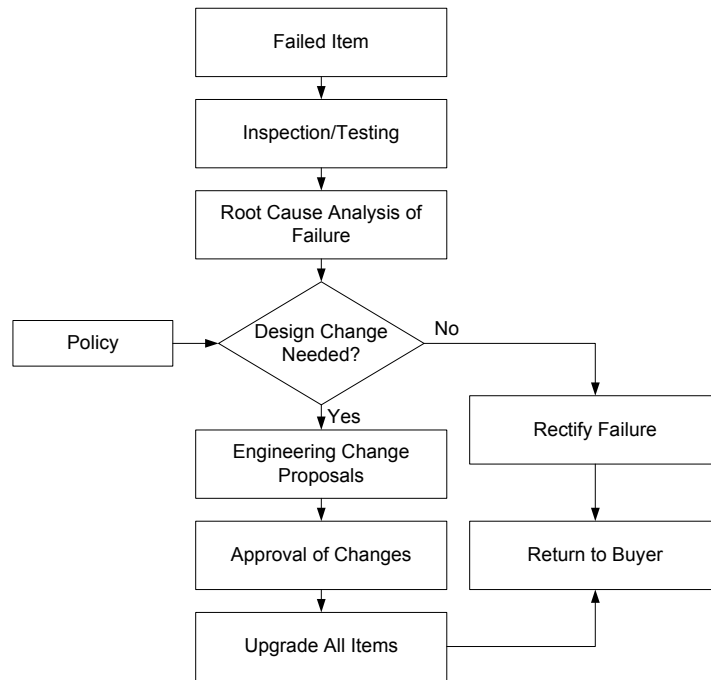 Failed Item
Inspection/Testing
Root Cause Analysis of
Failure
Policy
Design Change
Needed?
No
Yes
Engineering Change
Proposals
Rectify Failure
Approval of Changes
Return to Buyer
Upgrade All Items